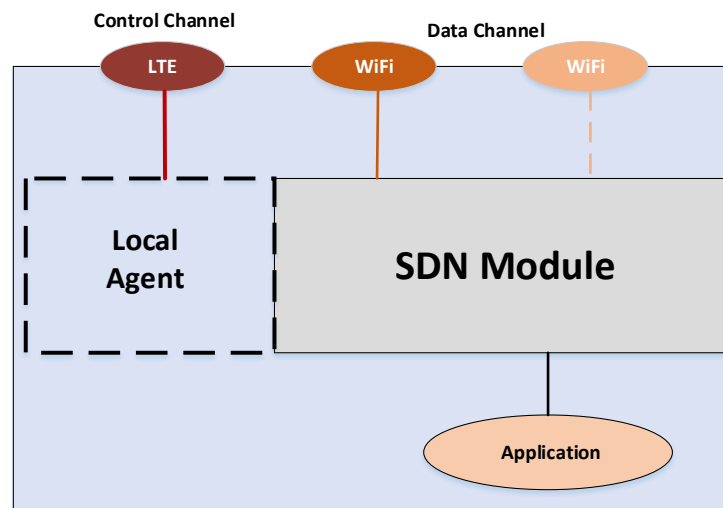 Control Channel
Data Channel
LTE
WiFi
WiFi
Local
Agent
SDN Module
Application